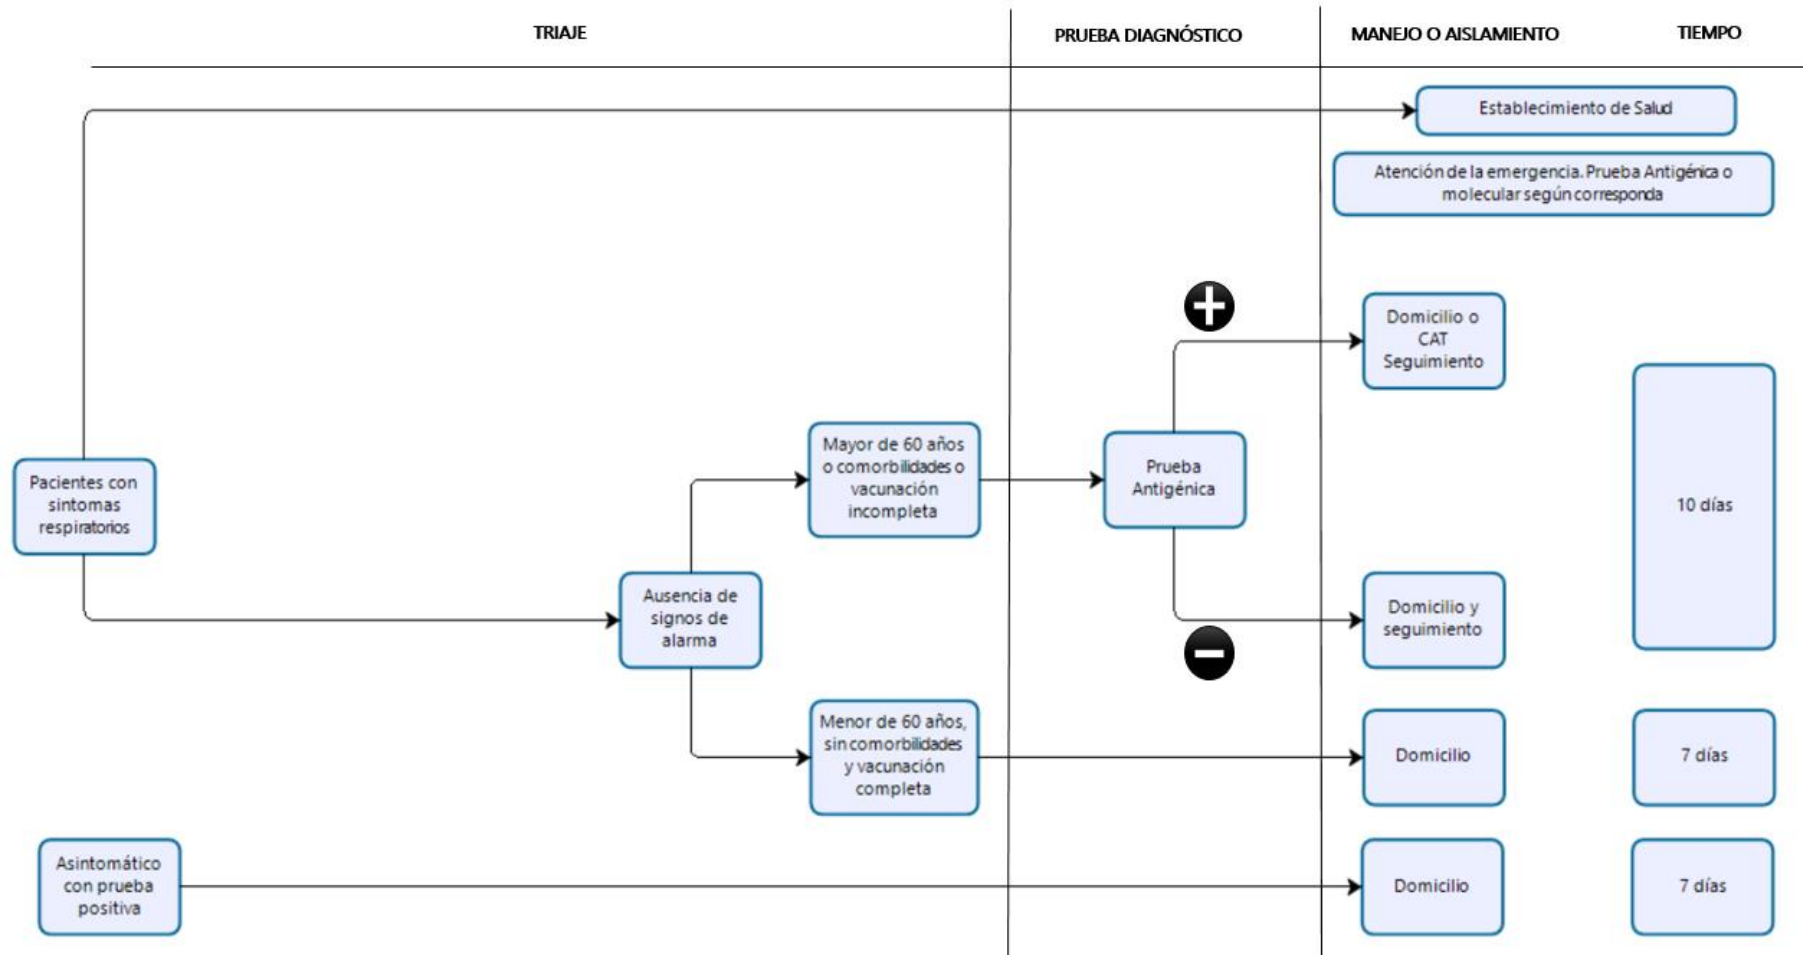 TRIAJE
PRUEBA DIAGNÓSTICO
MANEJO O AISLAMIENTO
TIEMPO
Establecimiento de Salud
Atención de la emergencia. Prueba Antigénica o
molecular según corresponda
Domicilio o
CAT
Seguimiento
Mayor de 60 años
o comorbilidades o
vacunación
incompleta
Prueba
Antigénica
Pacientes con
sintomas
respiratorios
10 días
Ausencia de
signos de
alarma
Domicilio y
seguimiento
Menor de 60 años,
sin comorbilidades
y vacunación
completa
Domicilio
7 días
Asintomático
con prueba
positiva
Domicilio
7 días